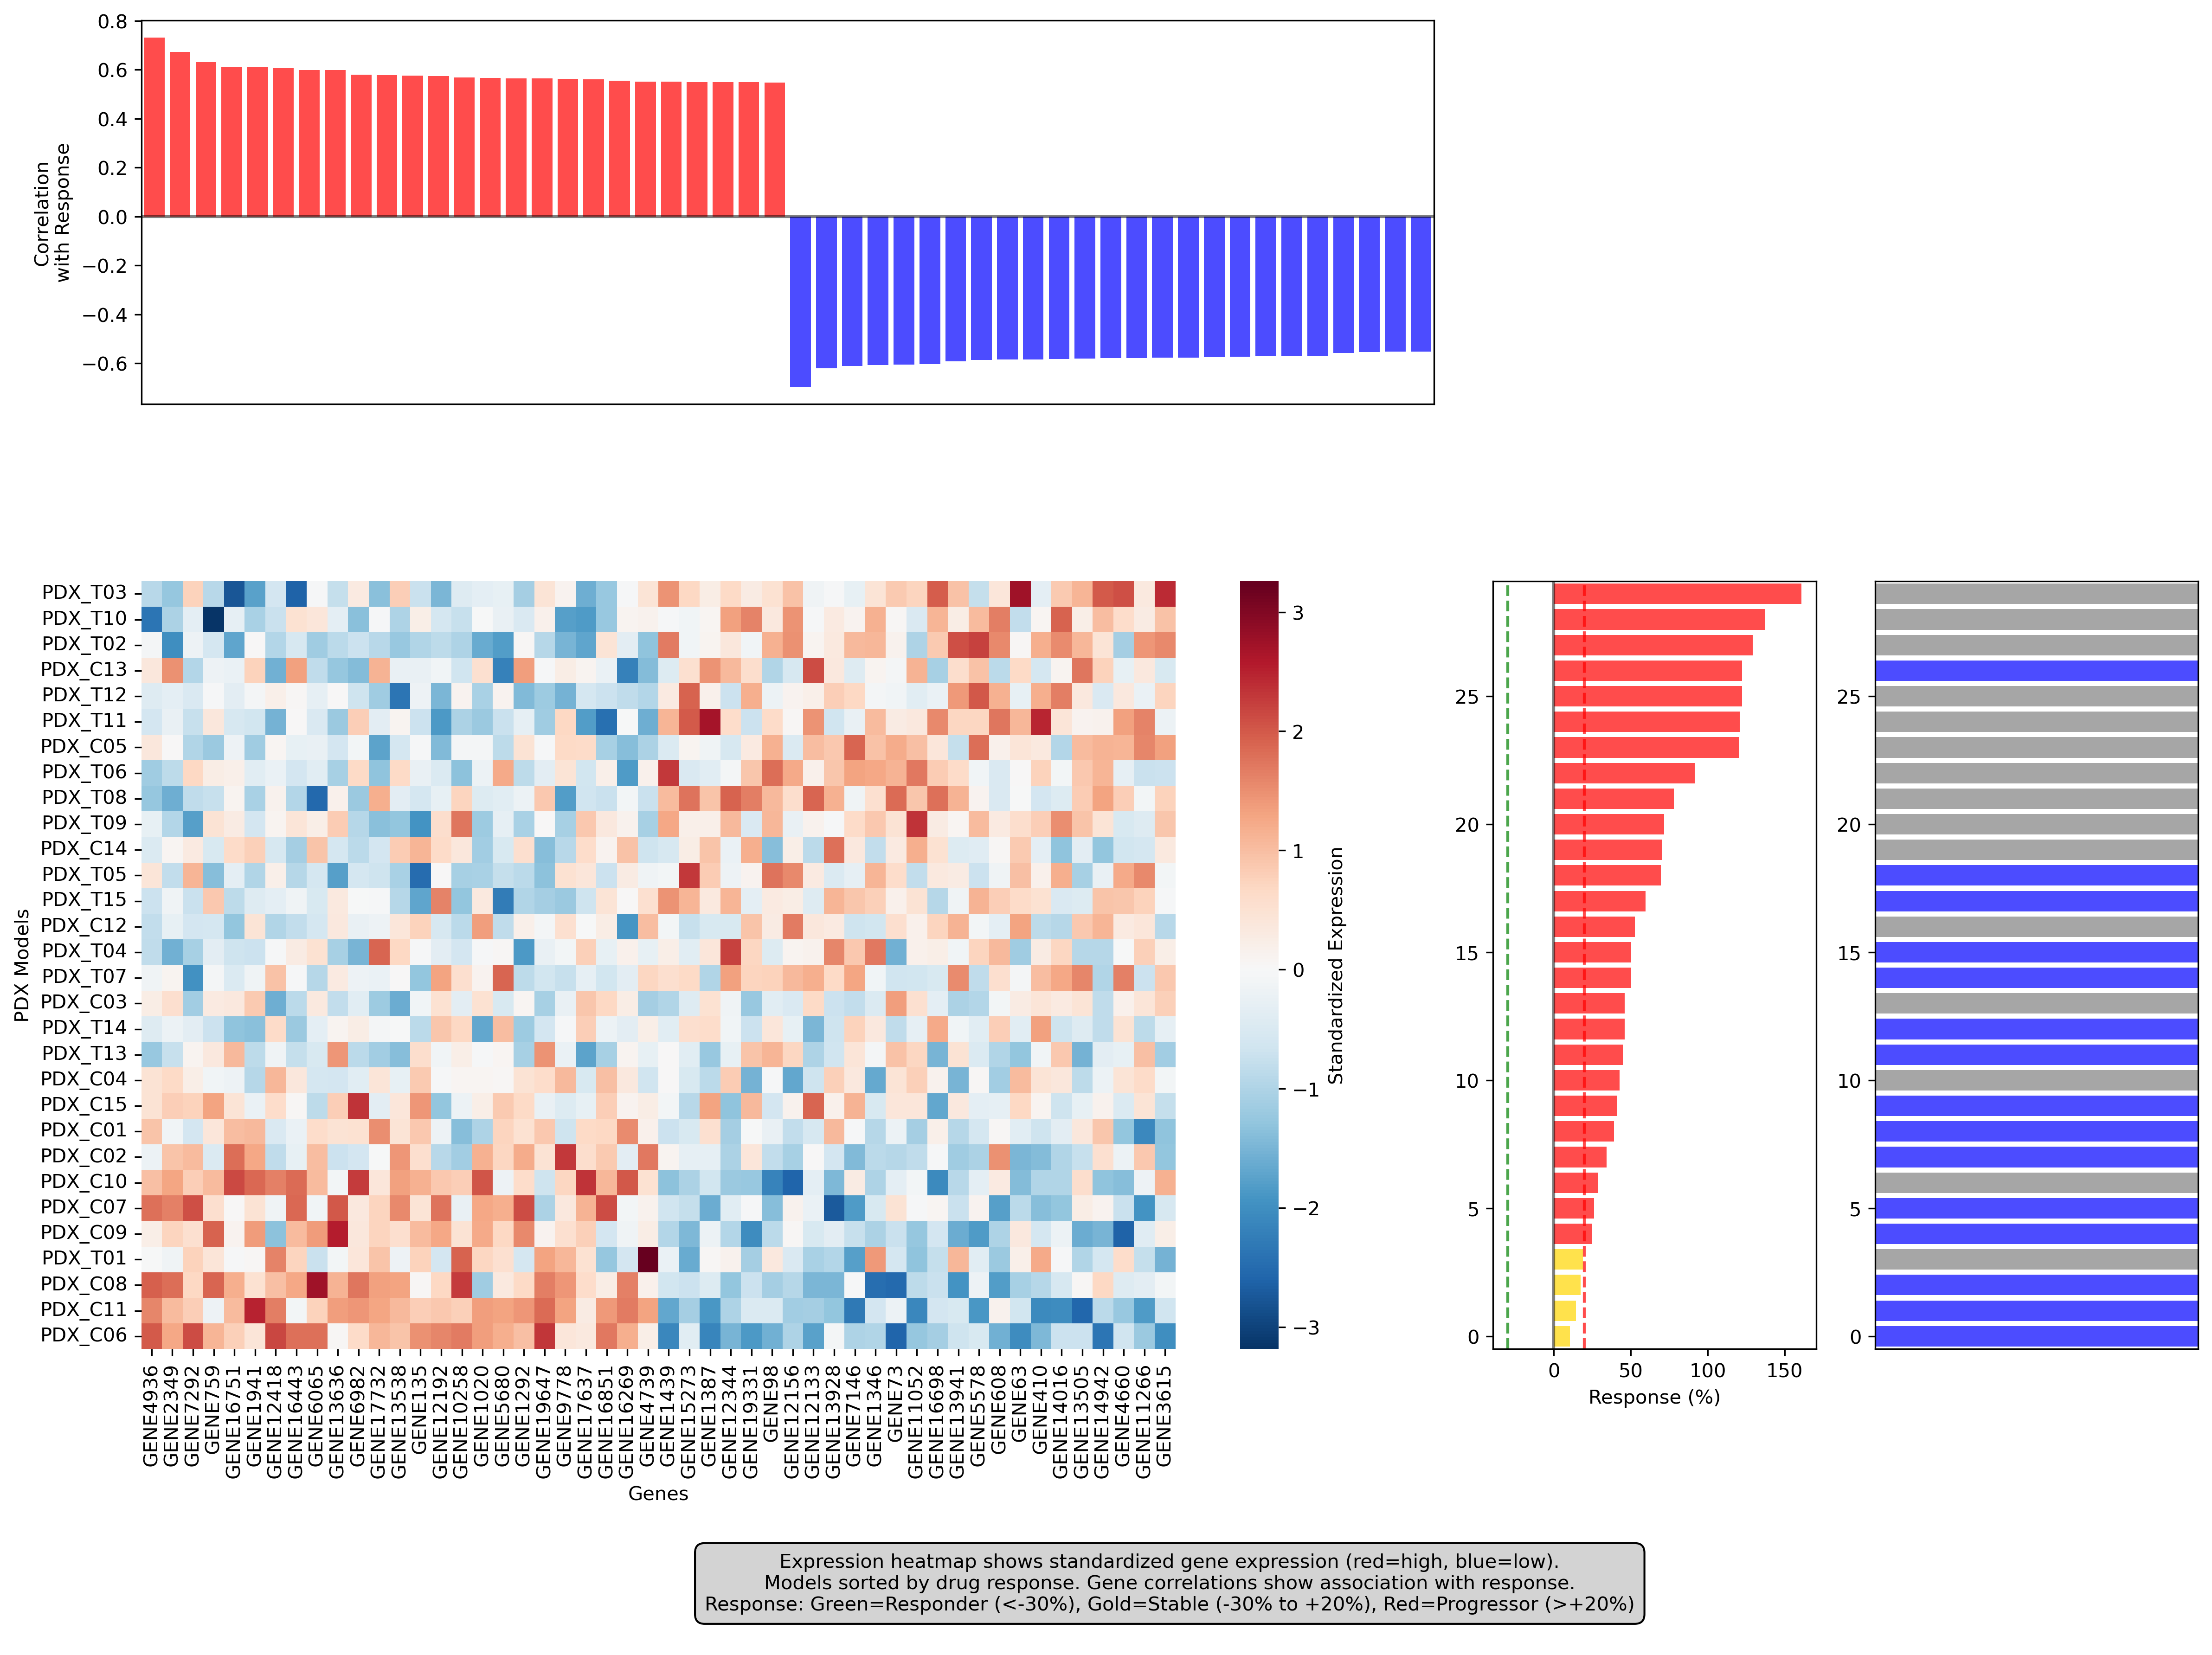 0.8
0.6
0.4
0.2
0.0
−0.2
−0.4
−0.6
Correlation
with Response
PDX_T03
PDX_T10
PDX_T02
PDX_C13
PDX_T12
PDX_T11
PDX_C05
PDX_T06
PDX_T08
PDX_T09
PDX_C14
PDX_T05
PDX_T15
PDX_C12
PDX_T04
PDX_T07
PDX_C03
PDX_T14
PDX_T13
PDX_C04
PDX_C15
PDX_C01
PDX_C02
PDX_C10
PDX_C07
PDX_C09
PDX_T01
PDX_C08
PDX_C11
PDX_C06
PDX Models
GENE4936
GENE2349
GENE7292
GENE759
GENE16751
GENE1941
GENE12418
GENE16443
GENE6065
GENE13636
GENE6982
GENE17732
GENE13538
GENE135
GENE12192
GENE10258
GENE1020
GENE5680
GENE1292
GENE19647
GENE9778
GENE17637
GENE16851
GENE16269
GENE4739
GENE1439
GENE15273
GENE1387
GENE12344
GENE19331
GENE98
GENE12156
GENE12133
GENE13928
GENE7146
GENE1346
GENE73
GENE11052
GENE16698
GENE13941
GENE5578
GENE608
GENE63
GENE410
GENE14016
GENE13505
GENE14942
GENE4660
GENE11266
GENE3615
Genes
3
2
1
0
−1
−2
−3
Standardized Expression
25
20
15
10
5
0
0
50
100
150
Response (%)
25
20
15
10
5
0
Expression heatmap shows standardized gene expression (red=high, blue=low).
Models sorted by drug response. Gene correlations show association with response.
Response: Green=Responder (<-30%), Gold=Stable (-30% to +20%), Red=Progressor (>+20%)